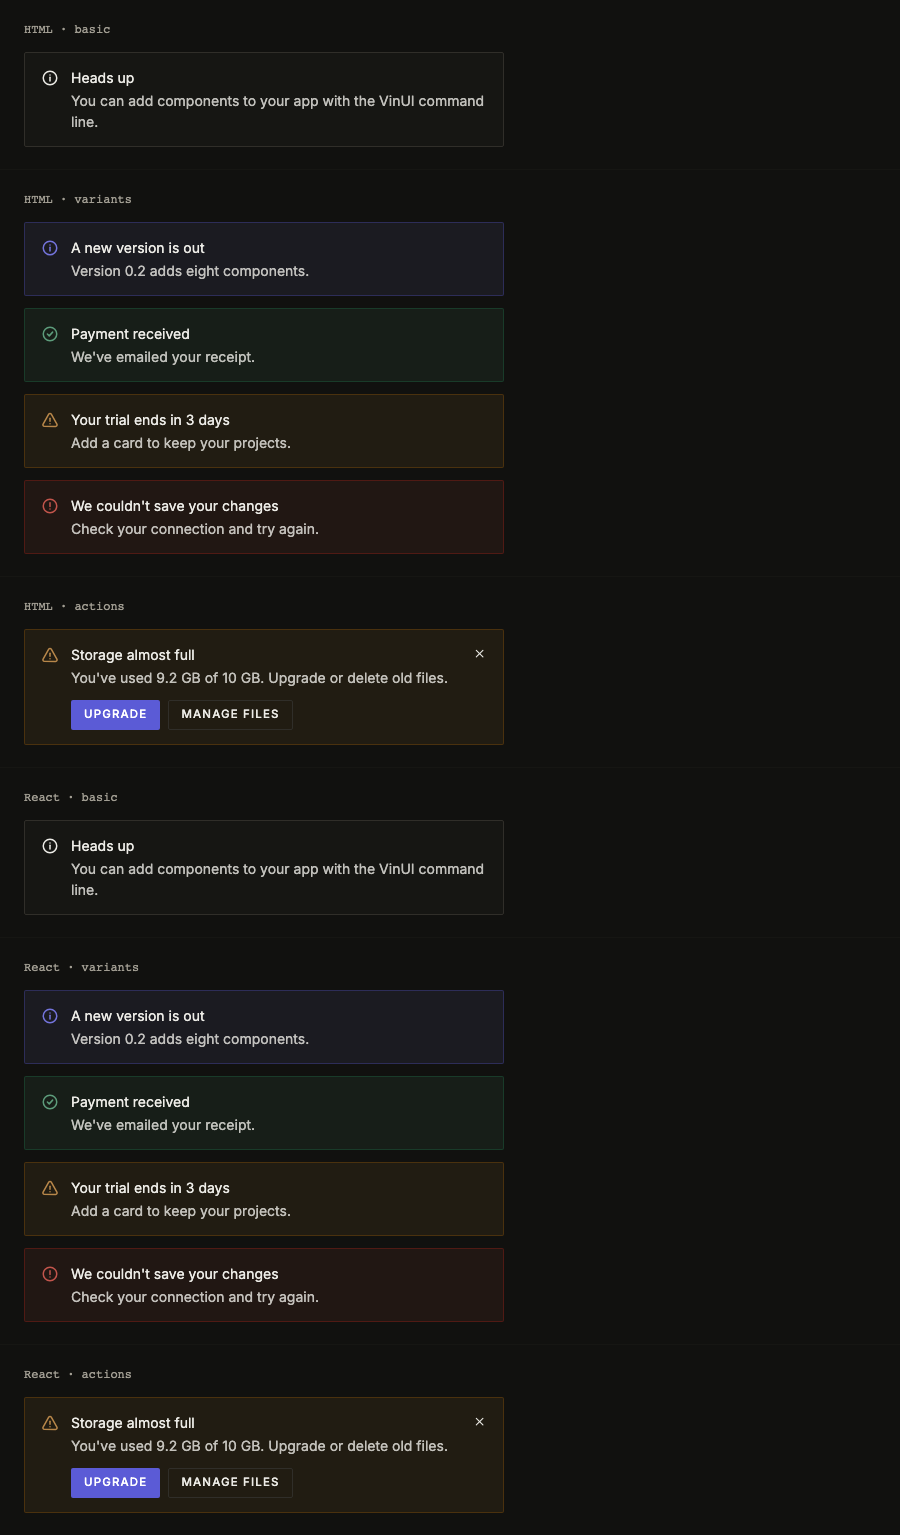 HTML · basic
Heads up
You can add components to your app with the VinUI command
line.
HTML · variants
A new version is out
Version 0.2 adds eight components.
Payment received
We've emailed your receipt.
Your trial ends in 3 days
Add a card to keep your projects.
We couldn't save your changes
Check your connection and try again.
HTML · actions
Storage almost full
You've used 9.2 GB of 10 GB. Upgrade or delete old files.
UPGRADE MANAGE FILES
React · basic
Heads up
You can add components to your app with the VinUI command
line.
React · variants
A new version is out
Version 0.2 adds eight components.
Payment received
We've emailed your receipt.
Your trial ends in 3 days
Add a card to keep your projects.
We couldn't save your changes
Check your connection and try again.
React · actions
Storage almost full
You've used 9.2 GB of 10 GB. Upgrade or delete old files.
UPGRADE MANAGE FILES